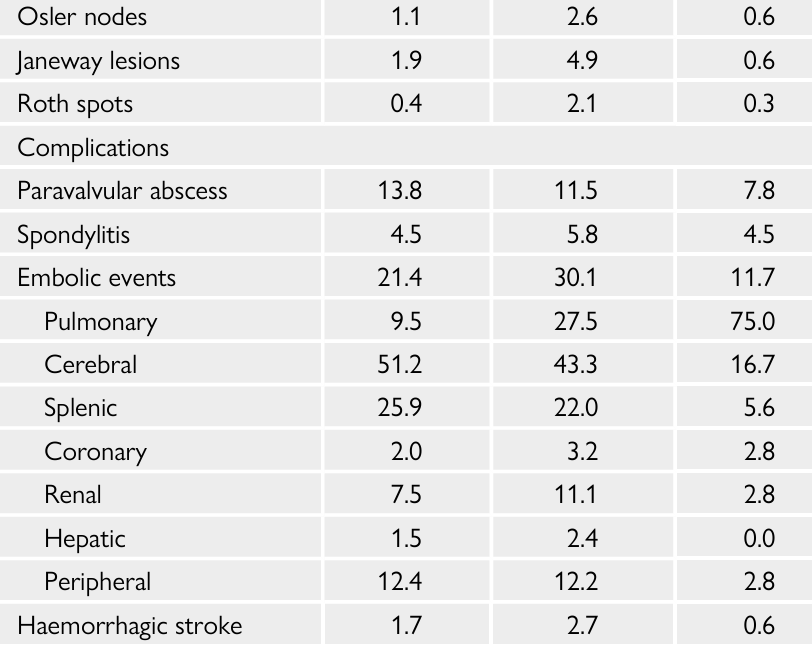 Osler nodes 1.1 2.6 0.6
Janeway lesions 1.9 4.9 0.6
Roth spots 0.4 2.1 0.3
Complications
Paravalvular abscess 13.8 11.5 7.8
Spondylitis 4.5 5.8 4.5
Embolic events 21.4 30.1 11.7
Pulmonary 9.5 27.5 75.0
Cerebral 51.2 43.3 16.7
Splenic 25.9 22.0 5.6
Coronary 2.0 3.2 2.8
Renal 7.5 11.1 2.8
Hepatic 1.5 2.4 0.0
Peripheral 12.4 12.2 2.8
Haemorrhagic stroke 1.7 2.7 0.6